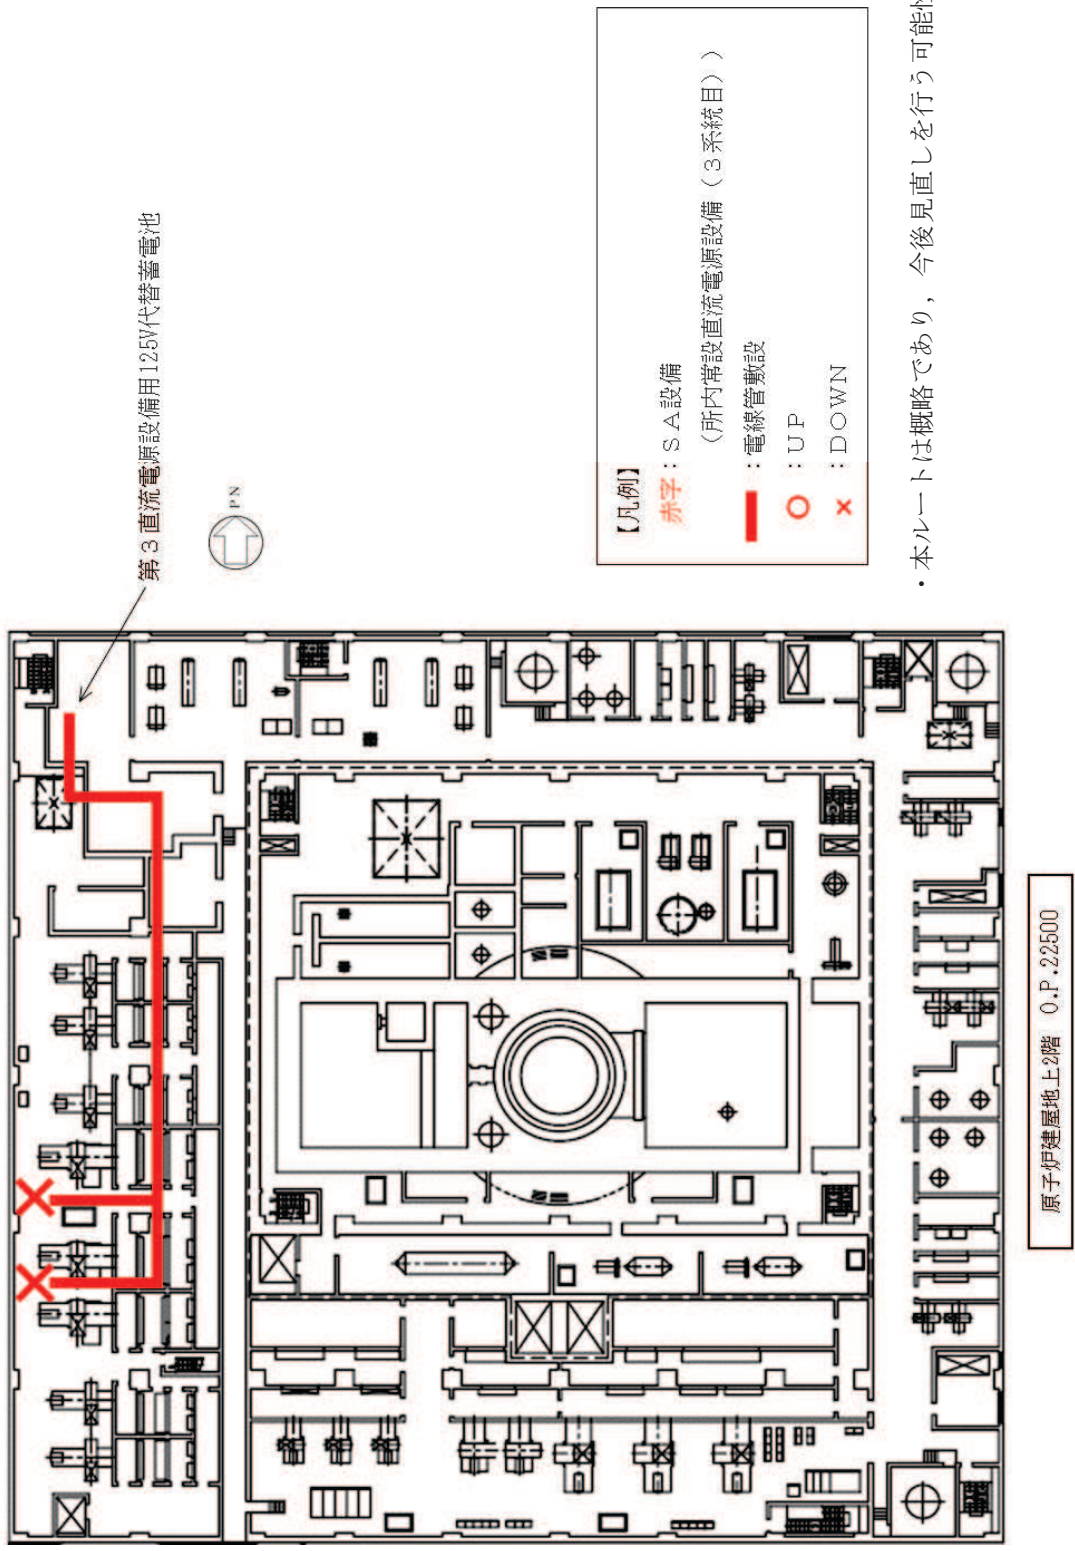 第３直流電源設備用125V代替蓄電池
PN
【凡例】
赤字：ＳＡ設備
（所内常設直流電源設備（３系統目））
：電線管敷設
：ＵＰ
：ＤＯＷＮ
・本ルートは概略であり，今後見直しを行う可能性
原子炉建屋地上2階　O.P.22500